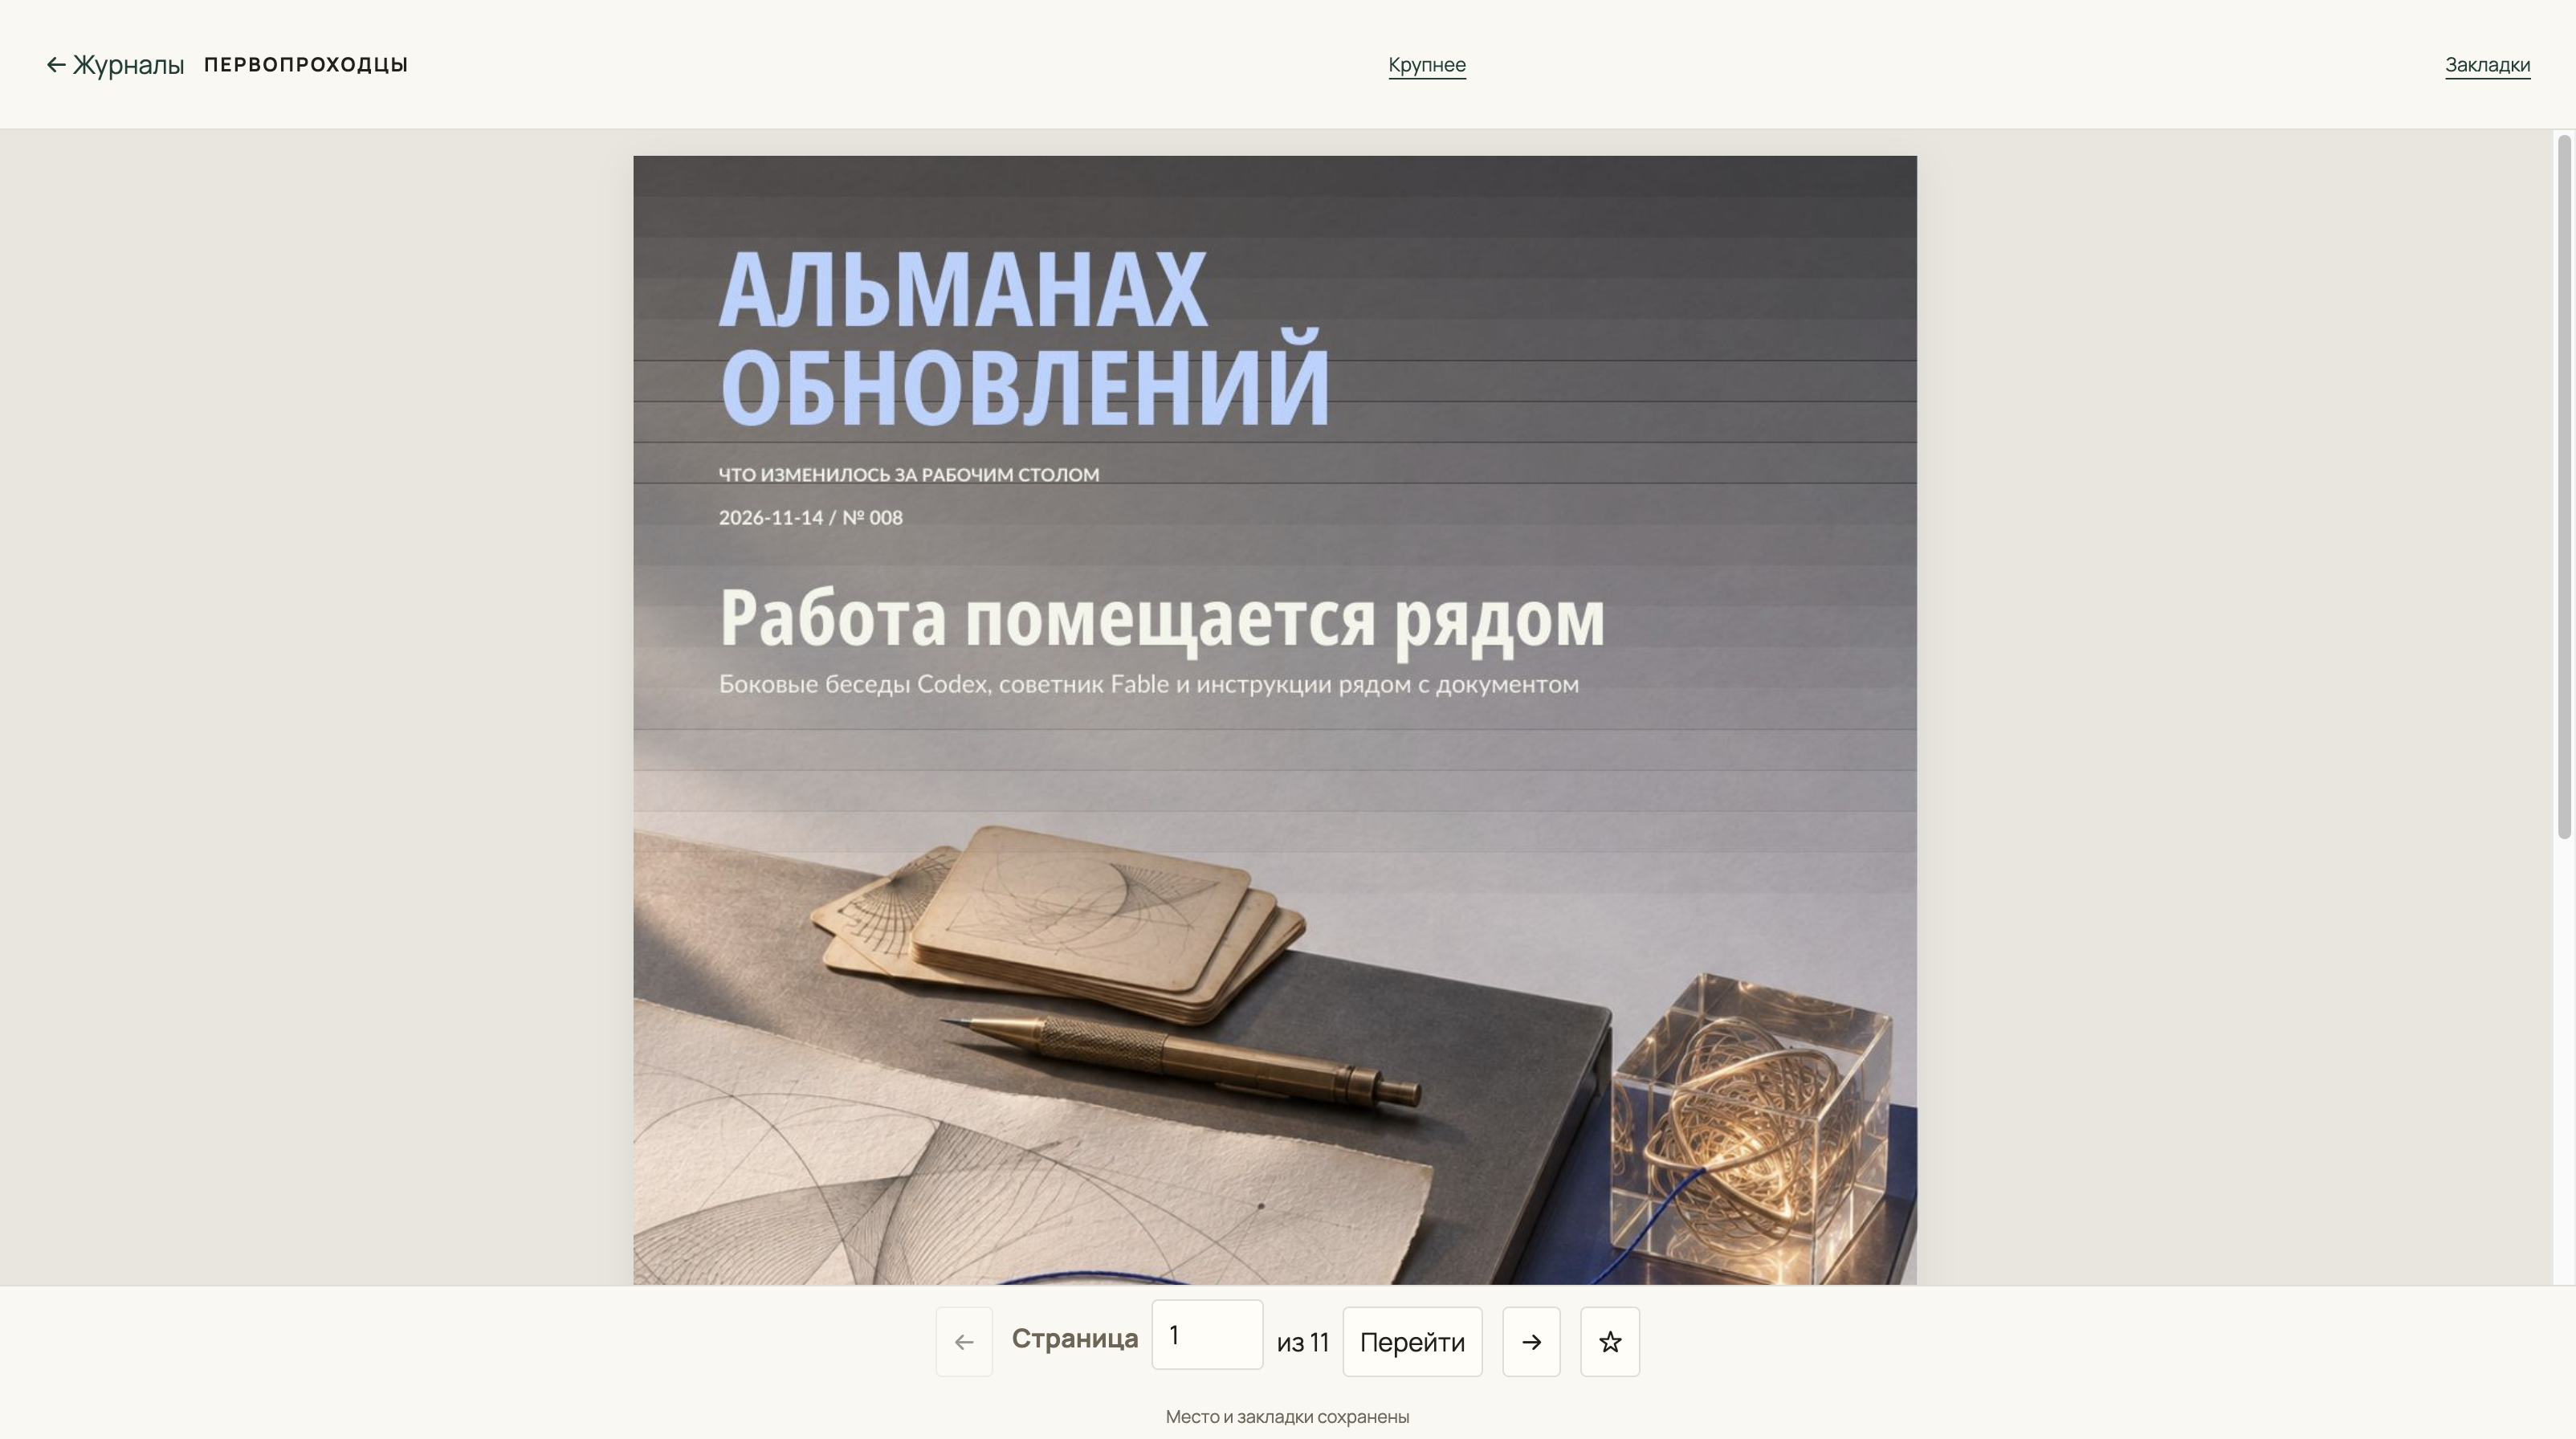 ← Журналы ПЕРВОПРОХОДЦЫ
Крупнее
Закладки
АЛЬМАНАХ
ОБНОВЛЕНИЙ
ЧТО ИЗМЕНИЛОСЬ ЗА РАБОЧИМ СТОЛОМ
2026-11-14 / № 008
Работа помещается рядом
Боковые беседы Codex, советник Fable и инструкции рядом с документом
← Страница 1 из 11 Перейти → ☆
Место и закладки сохранены